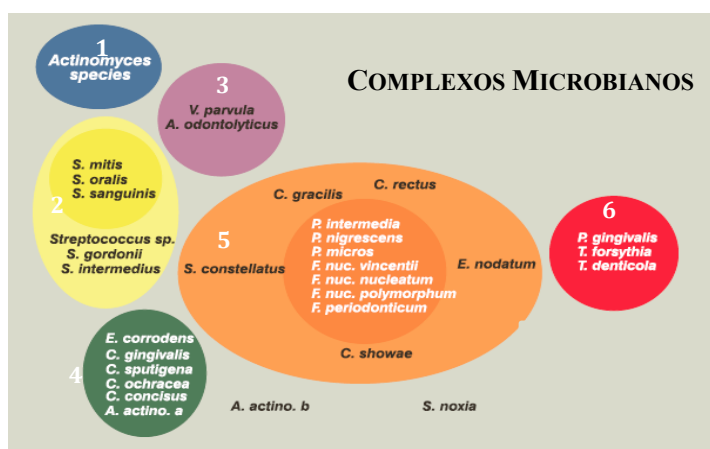 COMPLEXOS MICROBIANOS
1
Actinomyces
species
3
V. parvula
A. odontolyticus
S. mitis
S. oralis
S. sanguinis
2
Streptococcus sp.
S. gordonii
S. intermedius
C. gracilis
C. rectus
5
P. intermedia
P. nigrescens
P. micros
F. nuc. vincentii
F. nuc. nucleatum
F. nuc. polymorphum
F. periodonticum
S. constellatus
E. nodatum
C. showae
6
P. gingivalis
T. forsythia
T. denticola
4
E. corrodens
C. gingivalis
C. sputigena
C. ochracea
C. concisus
A. actino. a
A. actino. b
S. noxia